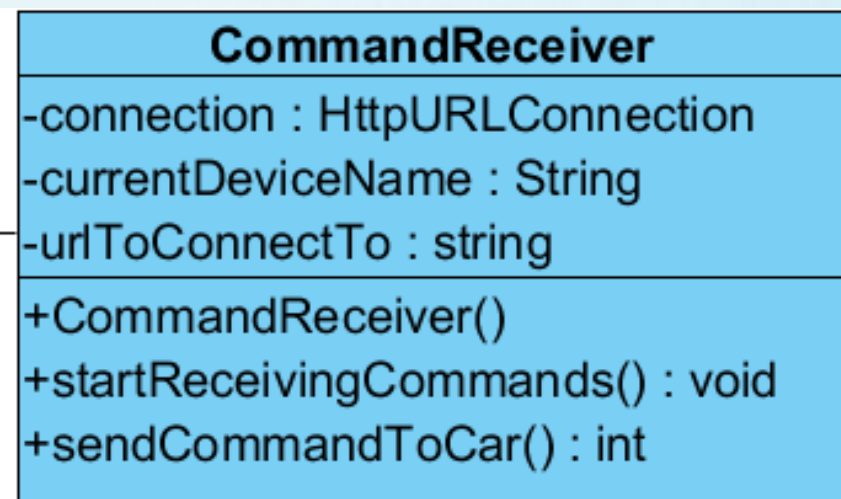 CommandReceiver
-connection : HttpURLConnection
-currentDeviceName : String
-urlToConnectTo : string
+CommandReceiver()
+startReceivingCommands() : void
+sendCommandToCar() : int